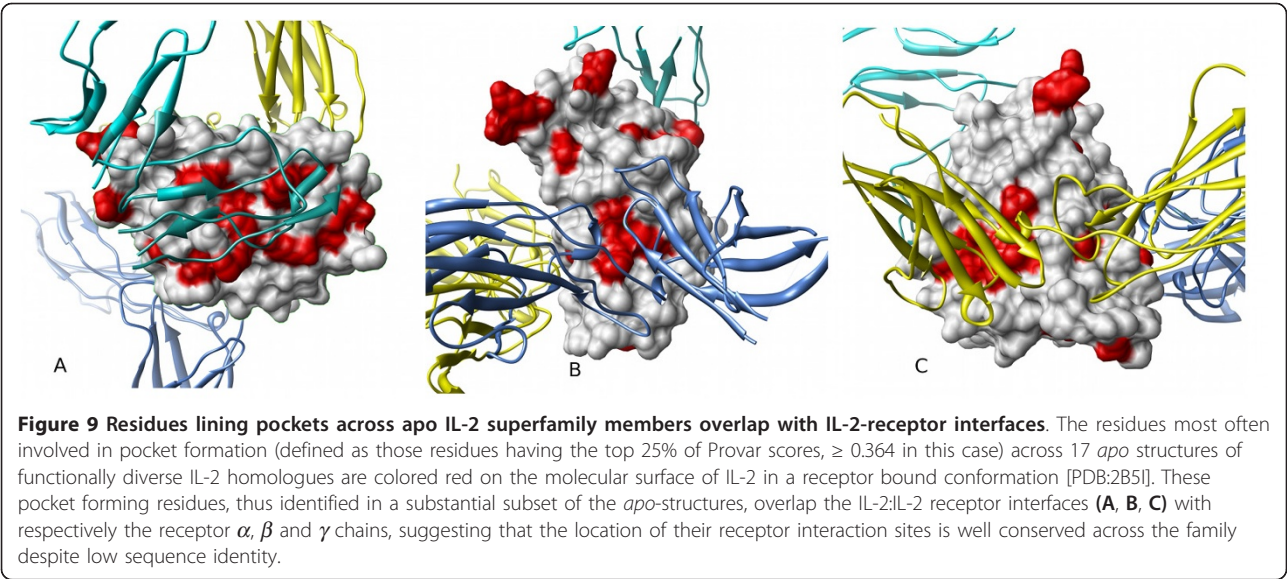 A
B
C
Figure 9 Residues lining pockets across apo IL-2 superfamily members overlap with IL-2-receptor interfaces. The residues most often
involved in pocket formation (defined as those residues having the top 25% of Provar scores, ≥ 0.364 in this case) across 17 apo structures of
functionally diverse IL-2 homologues are colored red on the molecular surface of IL-2 in a receptor bound conformation [PDB:2B5I]. These
pocket forming residues, thus identified in a substantial subset of the apo-structures, overlap the IL-2:IL-2 receptor interfaces (A, B, C) with
respectively the receptor α, β and γ chains, suggesting that the location of their receptor interaction sites is well conserved across the family
despite low sequence identity.